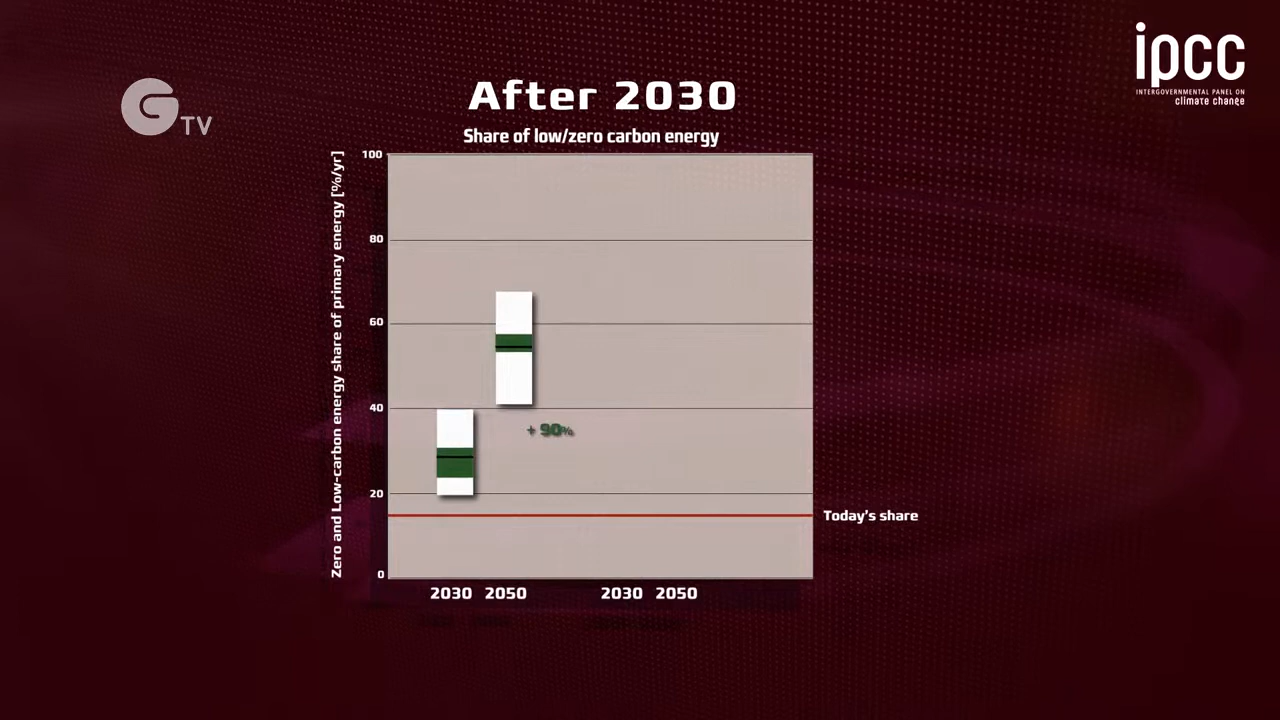 ipcc
INTERGOVERNMENTAL PANEL ON
climate change
G TV
After 2030
Share of low/zero carbon energy
Zero and Low-carbon energy share of primary energy [%/yr]
100
80
60
40
20
0
+ 90%
Today's share
2030 2050 2030 2050